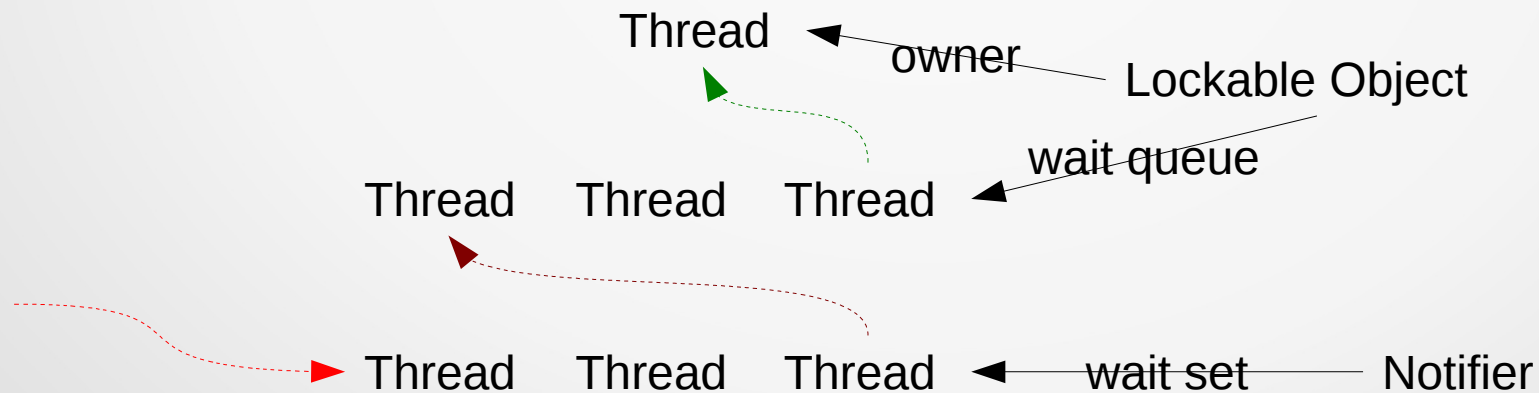 Thread
owner
Lockable Object
wait queue
Thread Thread Thread
Thread Thread Thread wait set Notifier